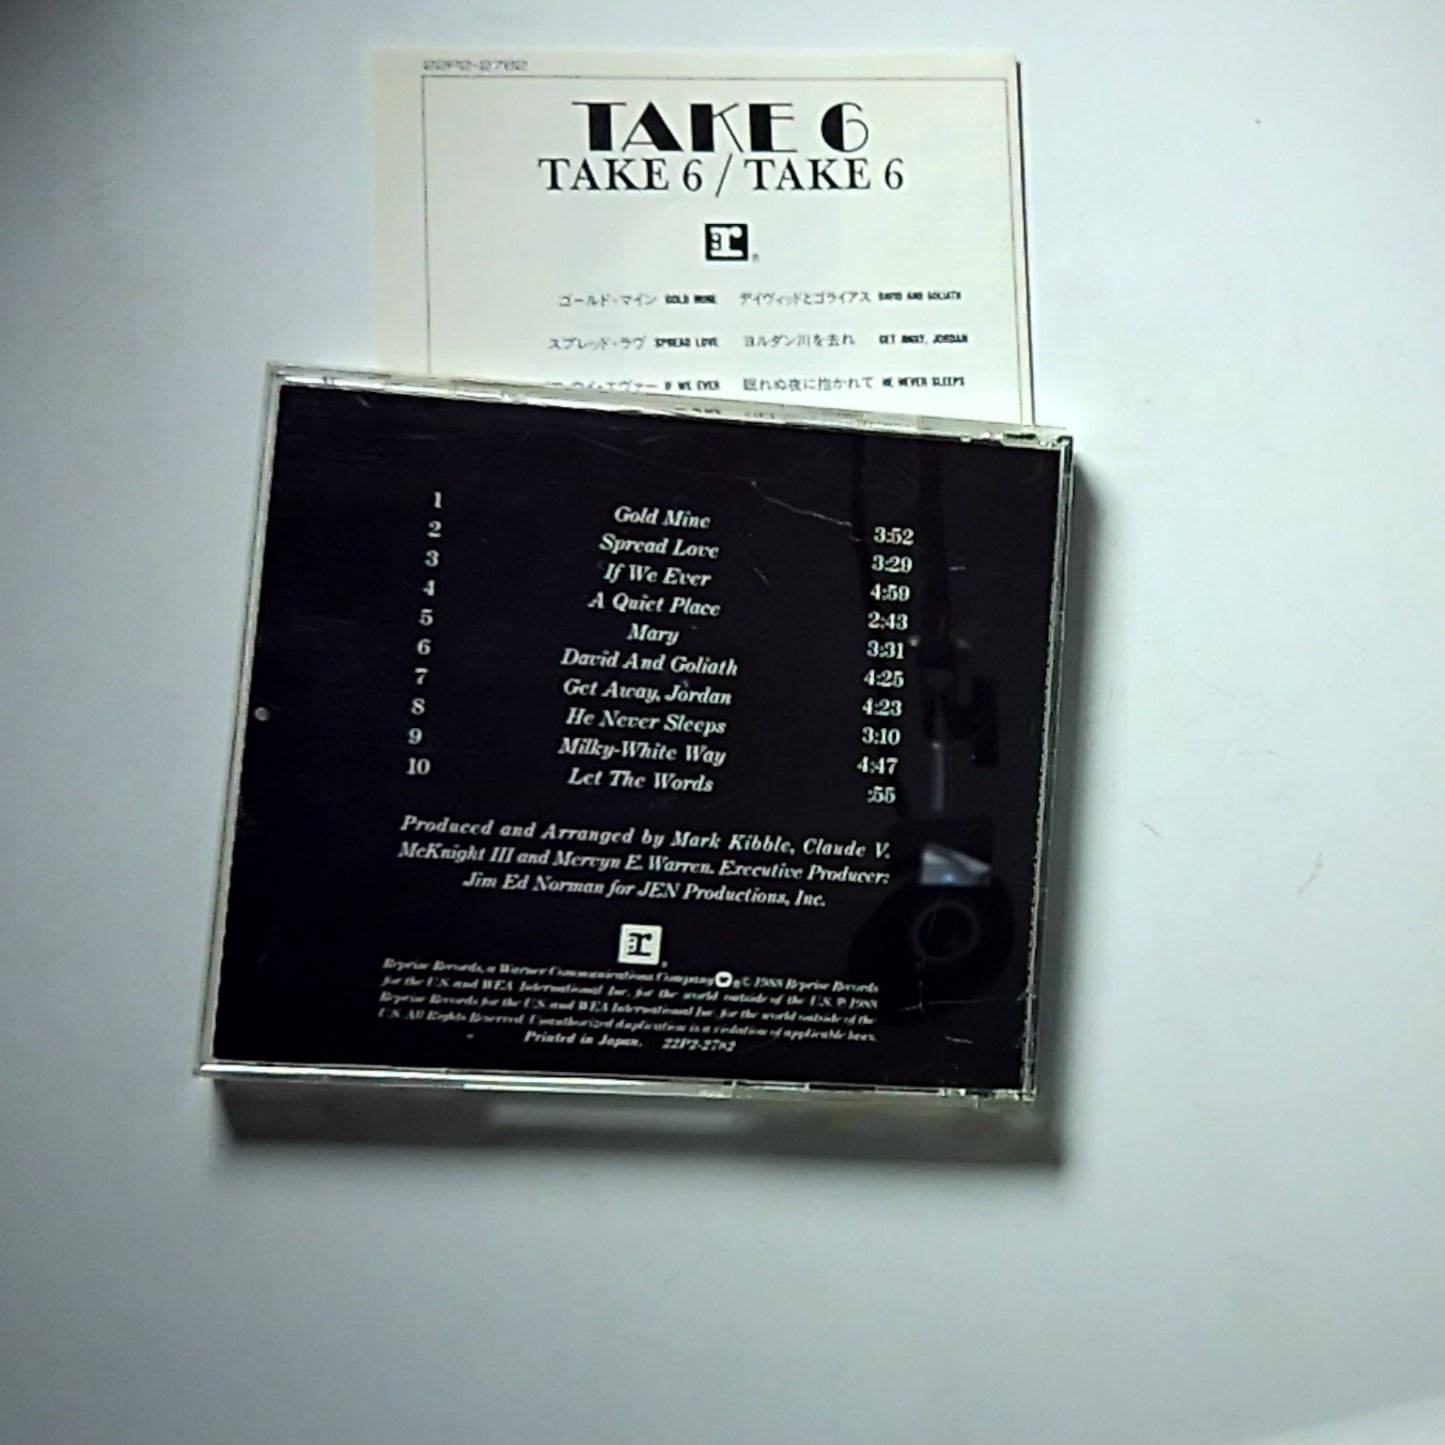 22P2-2782
TAKE 6
TAKE 6 / TAKE 6
ゴールド・マイン GOLD MINE デイヴィッドとゴライアス DAVID AND GOLIATH
スプレッド・ラヴ SPREAD LOVE ヨルダン川を去れ GET AWAY, JORDAN
ウイ・エヴァー IF WE EVER 眠れぬ夜に抱かれて HE NEVER SLEEPS
1 Gold Mine 3:52
2 Spread Love 3:29
3 If We Ever 4:59
4 A Quiet Place 2:43
5 Mary 3:31
6 David And Goliath 4:25
7 Get Away, Jordan 4:23
8 He Never Sleeps 3:10
9 Milky-White Way 4:47
10 Let The Words :55
Produced and Arranged by Mark Kibble, Claude V.
McKnight III and Mervyn E. Warren. Executive Producer:
Jim Ed Norman for JEN Productions, Inc.
r
Reprise Records, a Warner Communications Company © 1988 Reprise Records
for the U.S. and WEA International Inc. for the world outside of the U.S. ℗ 1988
Reprise Records for the U.S. and WEA International Inc. for the world outside of the
U.S. All Rights Reserved. Unauthorized duplication is a violation of applicable laws.
Printed in Japan. 22P2-2782